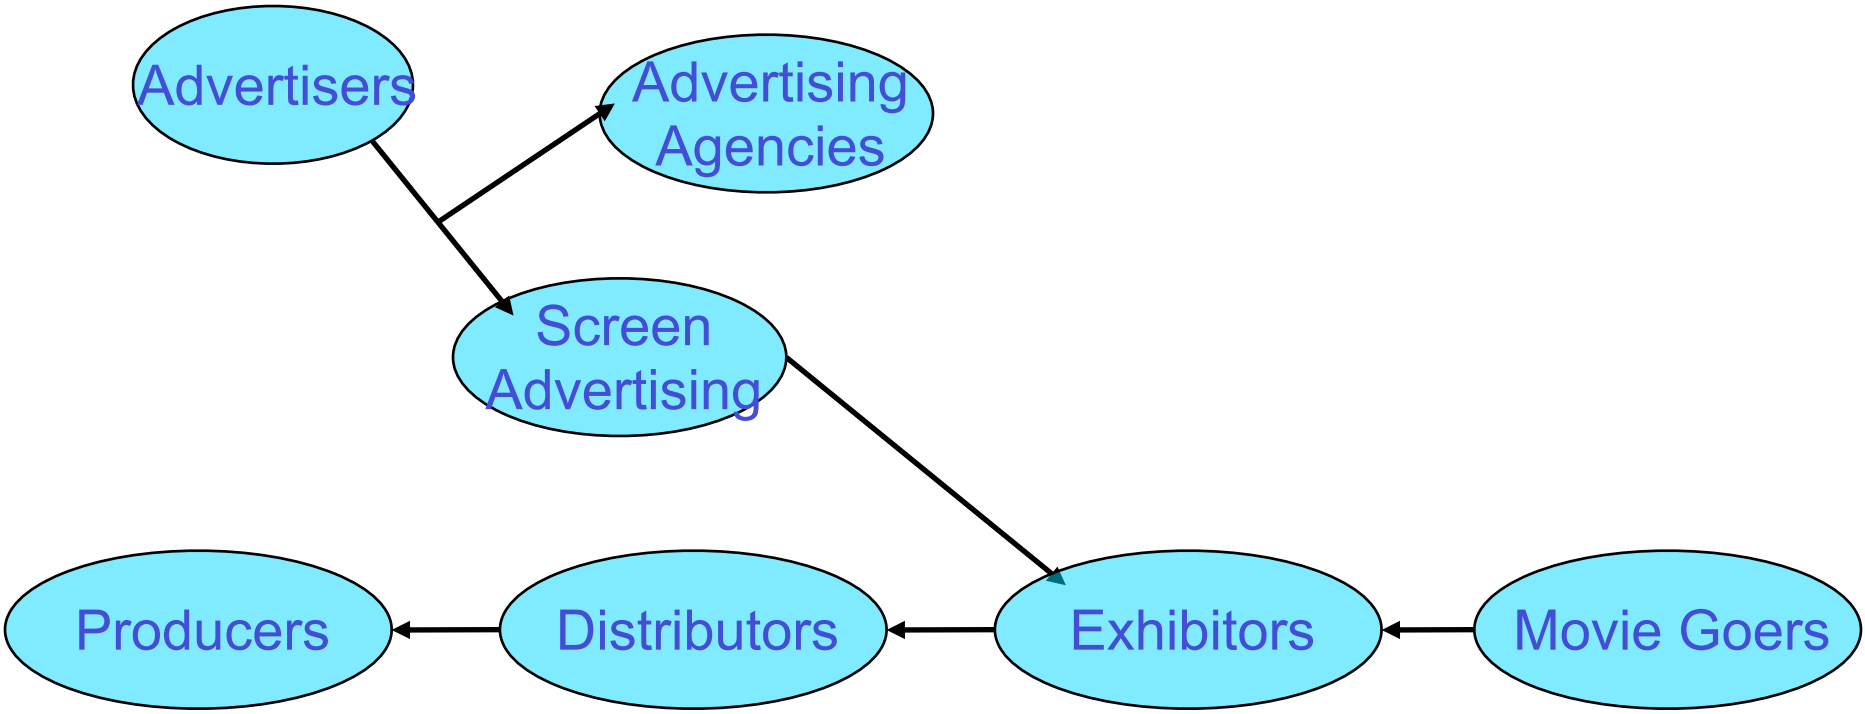 Advertisers
Advertising
Agencies
Screen
Advertising
Producers
Distributors
Exhibitors
Movie Goers